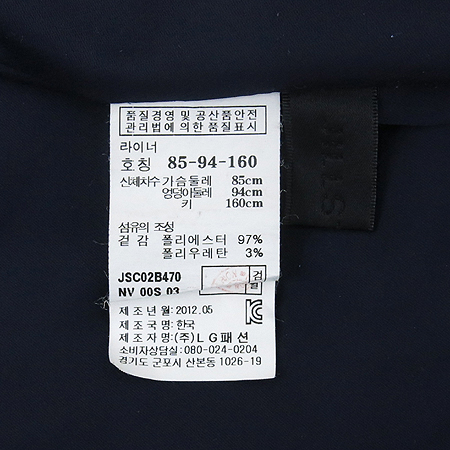 품질경영 및 공산품안전
관리법에 의한 품질표시
라이너
호칭 85-94-160
신체치수 가슴둘레 85cm
엉덩이둘레 94cm
키 160cm
섬유의 조성
겉 감 폴리에스터 97%
폴리우레탄 3%
JSC02B470
NV 00S 03
검
필
제 조 년 월: 2012.05
제 조 국 명: 한국
제 조 자 명: (주)LG패션
소비자상담실: 080-024-0204
경기도 군포시 산본동 1026-19